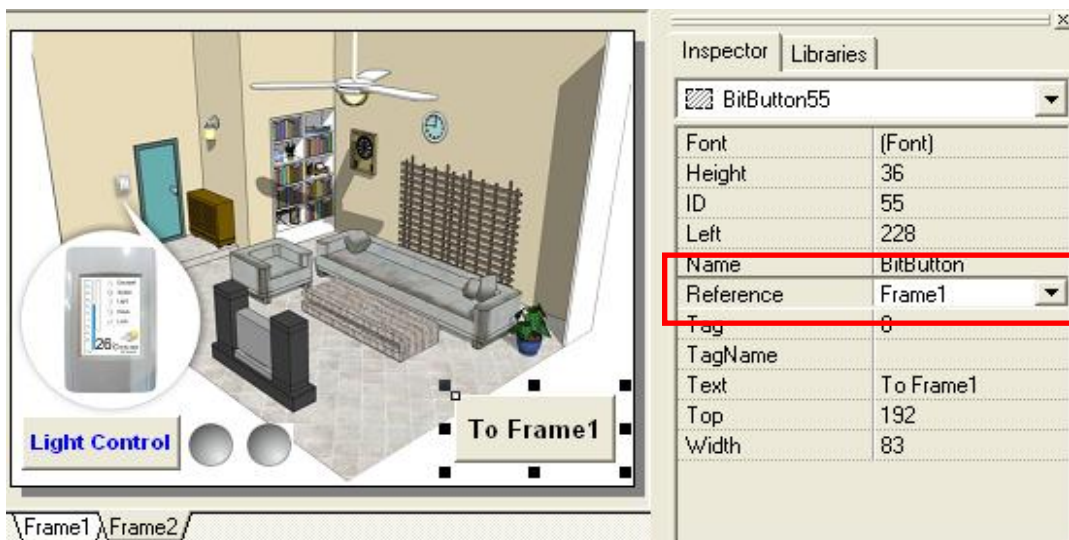 Inspector Libraries
BitButton55
Font (Font)
Height 36
ID 55
Left 228
Name BitButton
Reference Frame1
Tag 0
TagName
Text To Frame1
Top 192
Width 83
26
Light Control
To Frame1
Frame1 Frame2